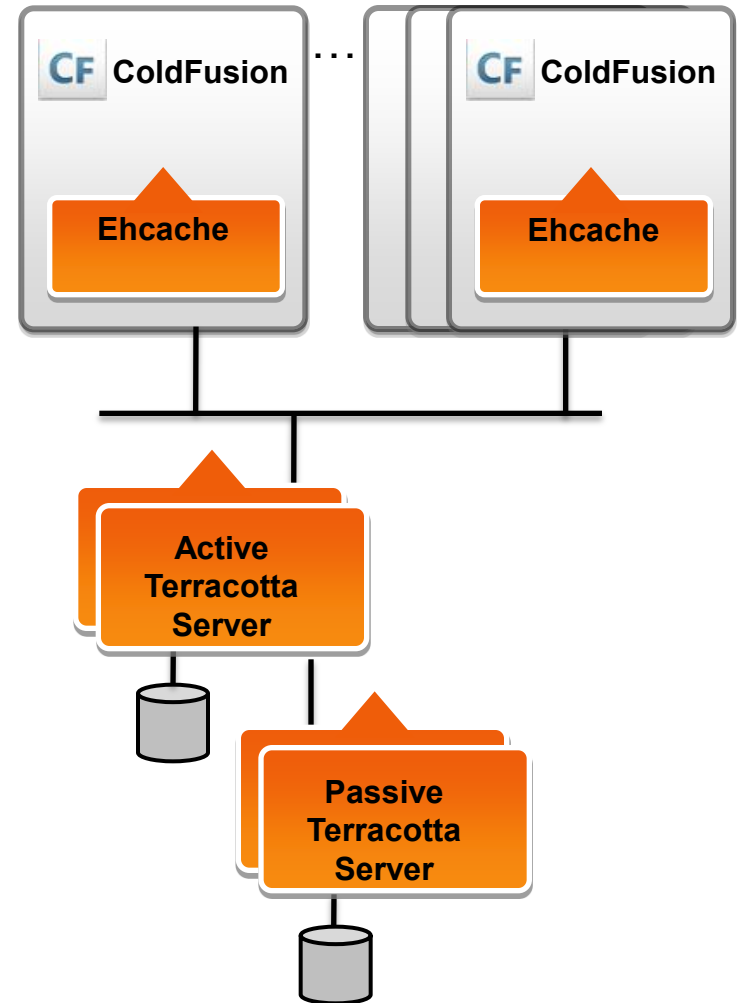 CF ColdFusion
...
CF ColdFusion
Ehcache
Ehcache
Active
Terracotta
Server
Passive
Terracotta
Server